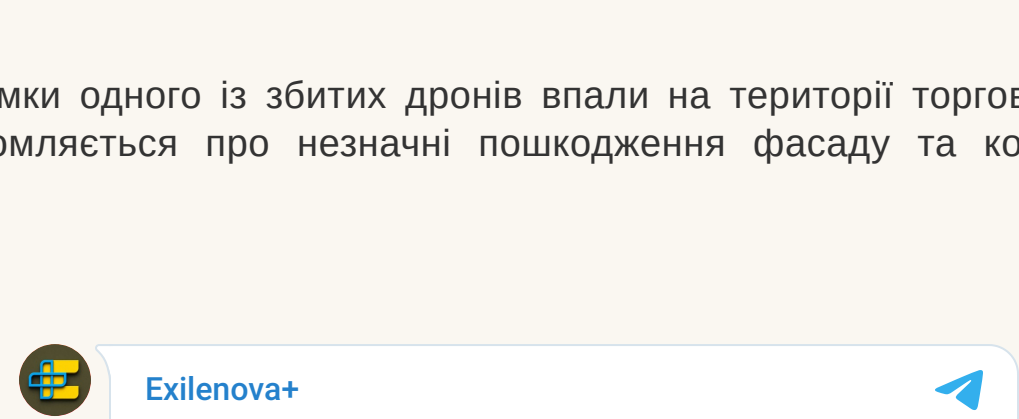 мки одного із збитих дронів впали на території торгов
омляється про незначні пошкодження фасаду та ко
Exilenova+